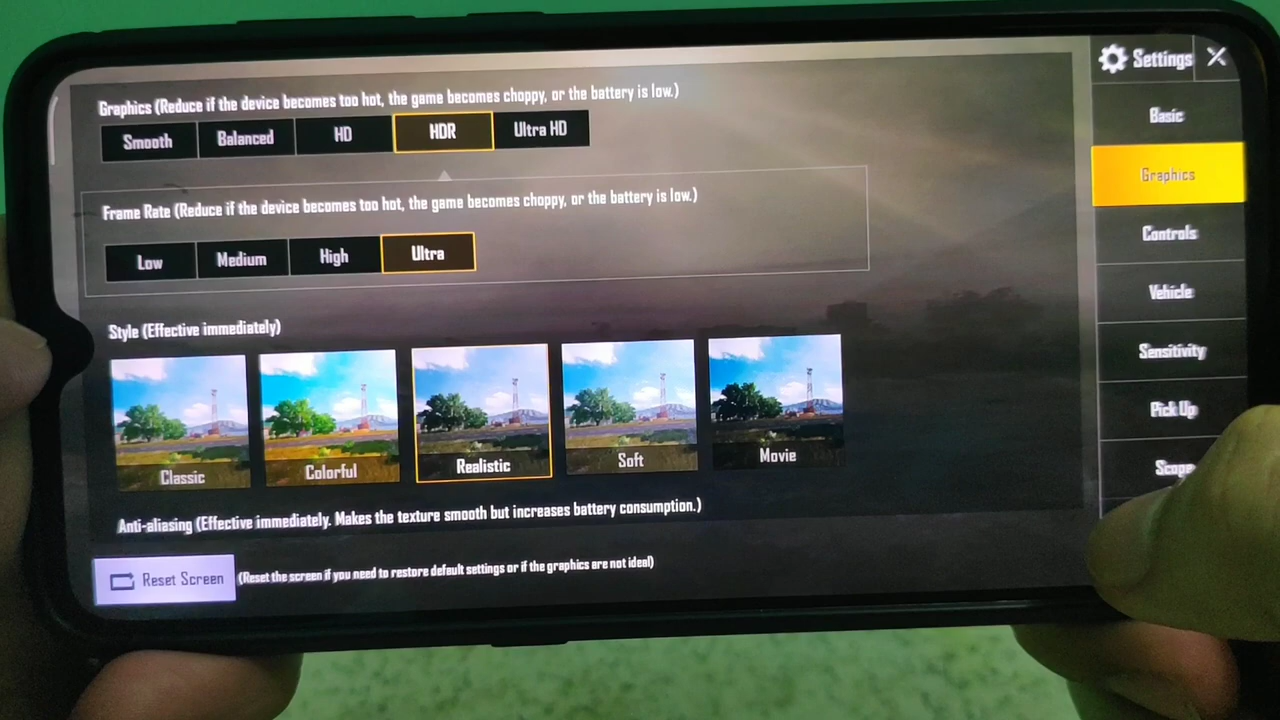 Graphics (Reduce if the device becomes too hot, the game becomes choppy, or the battery is low.)
Smooth Balanced HD HDR Ultra HD
Frame Rate (Reduce if the device becomes too hot, the game becomes choppy, or the battery is low.)
Low Medium High Ultra
Style (Effective immediately)
Classic Colorful Realistic Soft Movie
Anti-aliasing (Effective immediately. Makes the texture smooth but increases battery consumption.)
Reset Screen (Reset the screen if you need to restore default settings or if the graphics are not ideal)
Settings
Basic
Graphics
Controls
Vehicle
Sensitivity
Pick Up
Scope